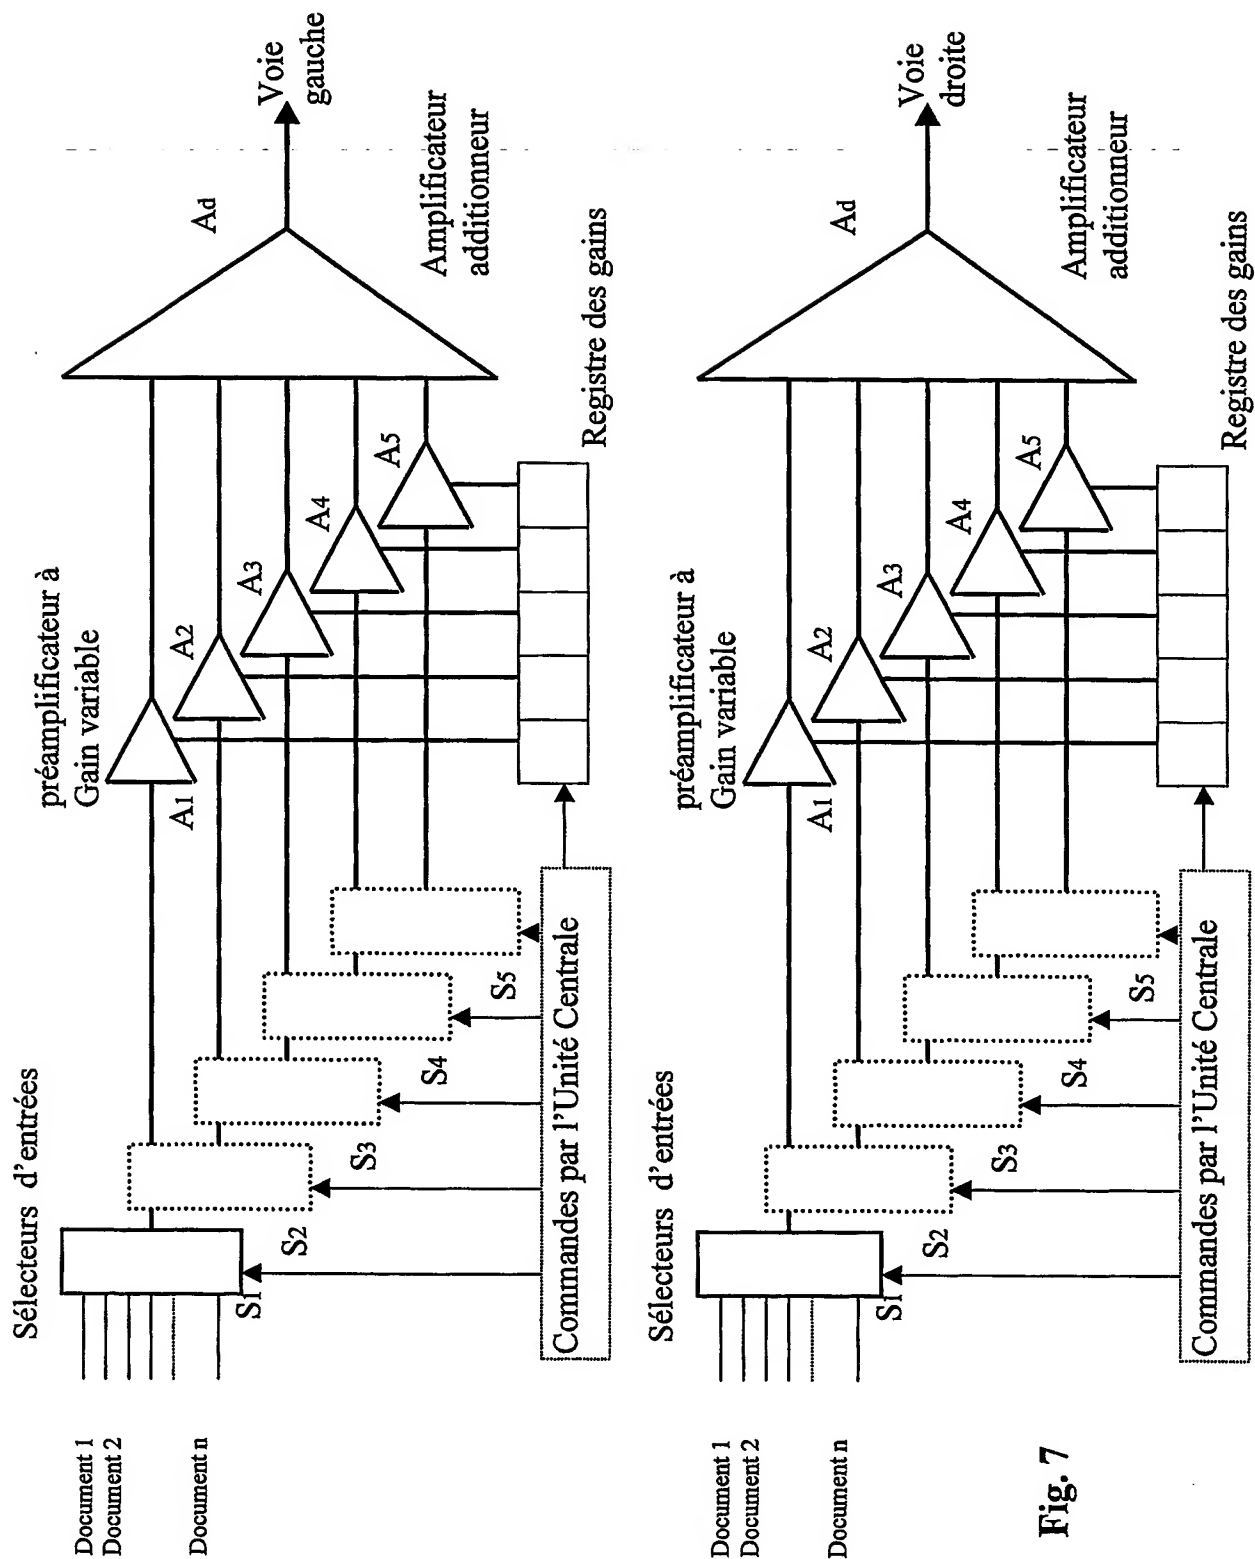 Sélecteurs d'entrées
préamplificateur à
Gain variable
Voie
gauche
Ad
Amplificateur
additionneur
Registre des gains
A1
A2
A3
A4
A5
S1
S2
S3
S4
S5
Document 1
Document 2
Document n
Commandes par l'Unité Centrale
Sélecteurs d'entrées
préamplificateur à
Gain variable
Voie
droite
Ad
Amplificateur
additionneur
Registre des gains
A1
A2
A3
A4
A5
S1
S2
S3
S4
S5
Document 1
Document 2
Document n
Commandes par l'Unité Centrale
Fig. 7